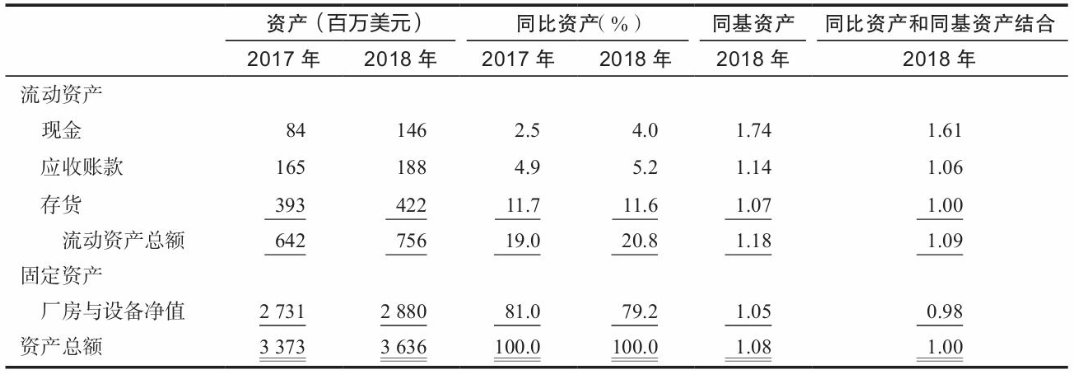 资产（百万美元） 同比资产(%) 同基资产 同比资产和同基资产结合
2017 年 2018 年 2017 年 2018 年 2018 年 2018 年
流动资产
现金 84 146 2.5 4.0 1.74 1.61
应收账款 165 188 4.9 5.2 1.14 1.06
存货 393 422 11.7 11.6 1.07 1.00
流动资产总额 642 756 19.0 20.8 1.18 1.09
固定资产
厂房与设备净值 2 731 2 880 81.0 79.2 1.05 0.98
资产总额 3 373 3 636 100.0 100.0 1.08 1.00